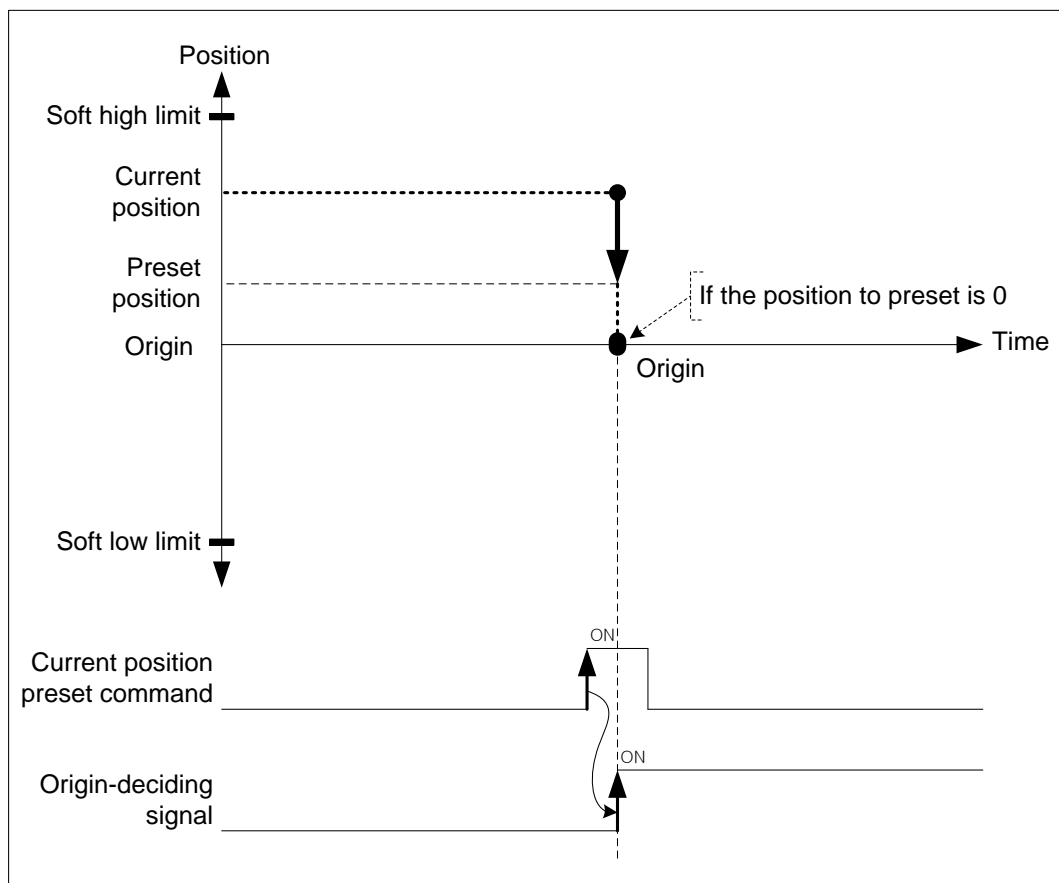 Position
Soft high limit
Current
position
Preset
position
If the position to preset is 0
Origin
Time
Origin
Soft low limit
ON
Current position
preset command
ON
Origin-deciding
signal